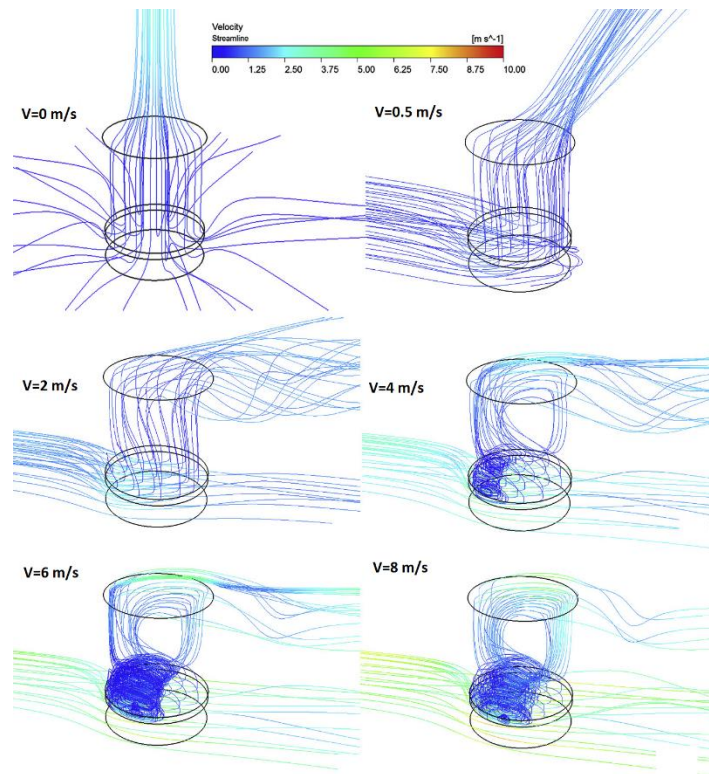 Velocity
Streamline
[m s^-1]
0.00 1.25 2.50 3.75 5.00 6.25 7.50 8.75 10.00
V=0 m/s
V=0.5 m/s
V=2 m/s
V=4 m/s
V=6 m/s
V=8 m/s